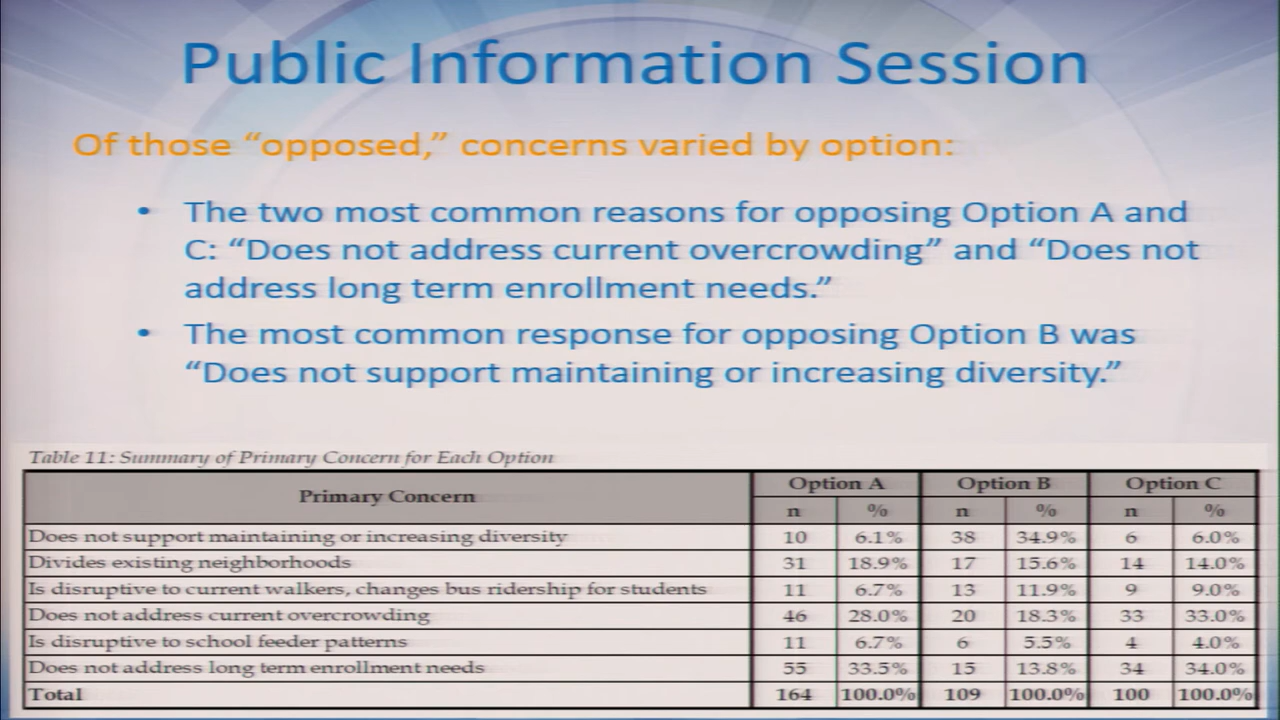 Public Information Session
Of those “opposed,” concerns varied by option:
• The two most common reasons for opposing Option A and
C: “Does not address current overcrowding” and “Does not
address long term enrollment needs.”
• The most common response for opposing Option B was
“Does not support maintaining or increasing diversity.”
Table 11: Summary of Primary Concern for Each Option
Primary Concern Option A Option B Option C
n % n % n %
Does not support maintaining or increasing diversity 10 6.1% 38 34.9% 6 6.0%
Divides existing neighborhoods 31 18.9% 17 15.6% 14 14.0%
Is disruptive to current walkers, changes bus ridership for students 11 6.7% 13 11.9% 9 9.0%
Does not address current overcrowding 46 28.0% 20 18.3% 33 33.0%
Is disruptive to school feeder patterns 11 6.7% 6 5.5% 4 4.0%
Does not address long term enrollment needs 55 33.5% 15 13.8% 34 34.0%
Total 164 100.0% 109 100.0% 100 100.0%